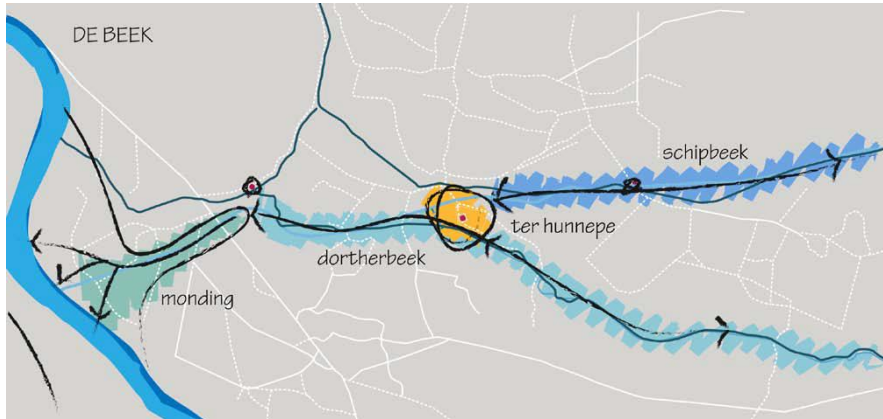 DE BEEK
schipbeek
ter hunnepe
dortherbeek
monding